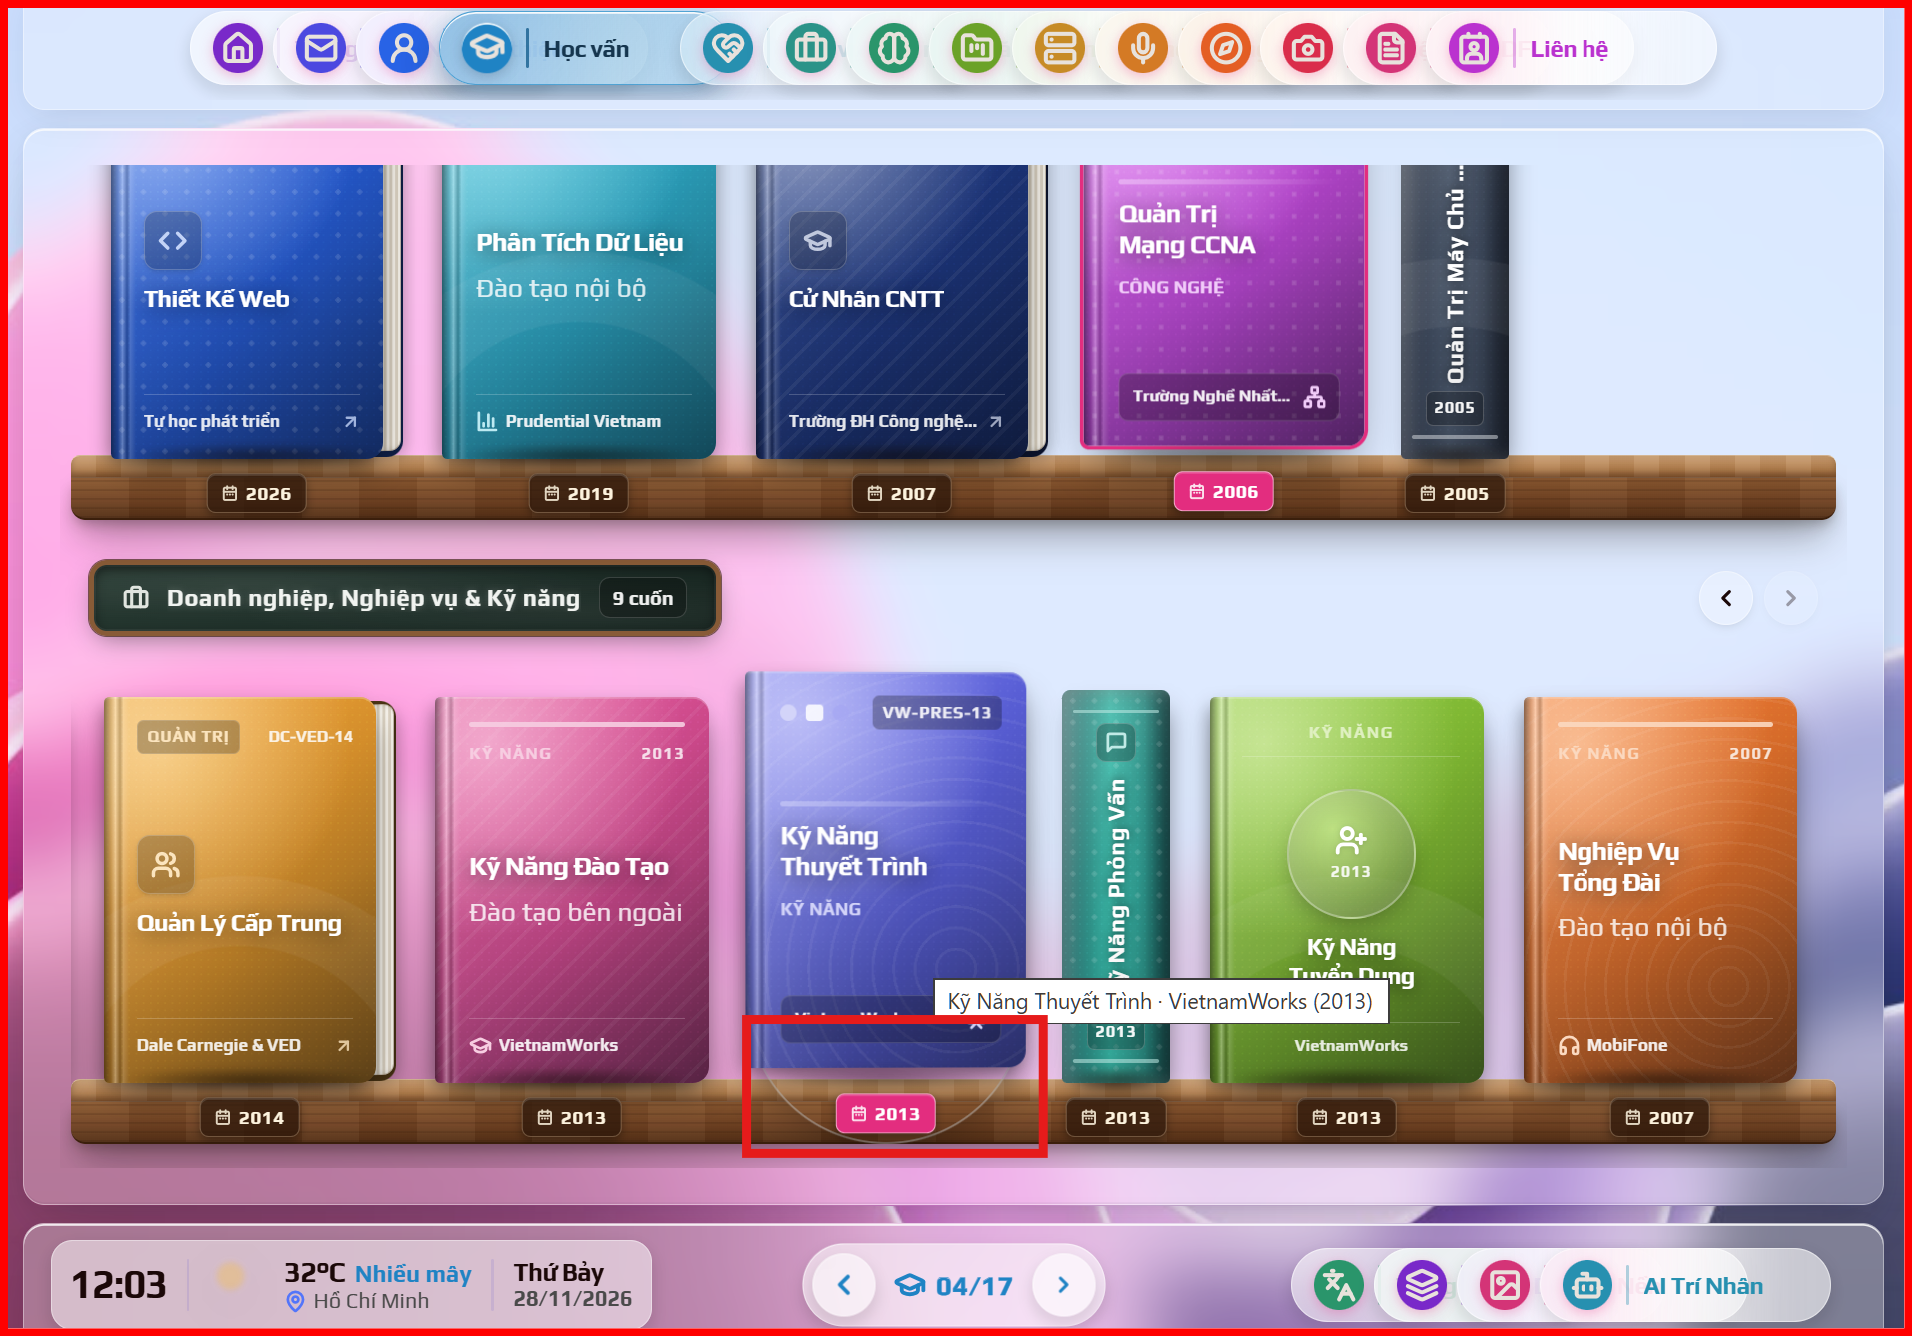 Học vấn
Liên hệ
Thiết Kế Web
Tự học phát triển
Phân Tích Dữ Liệu
Đào tạo nội bộ
Prudential Vietnam
Cử Nhân CNTT
Trường ĐH Công nghệ...
Quản Trị
Mạng CCNA
CÔNG NGHỆ
Trường Nghề Nhất...
Quản Trị Máy Chủ ...
2005
2026
2019
2007
2006
2005
Doanh nghiệp, Nghiệp vụ & Kỹ năng
9 cuốn
QUẢN TRỊ
DC-VED-14
Quản Lý Cấp Trung
Dale Carnegie & VED
KỸ NĂNG
2013
Kỹ Năng Đào Tạo
Đào tạo bên ngoài
VietnamWorks
VW-PRES-13
Kỹ Năng
Thuyết Trình
KỸ NĂNG
Kỹ Năng Thuyết Trình · VietnamWorks (2013)
Năng Phỏng Vấn
2013
KỸ NĂNG
2013
Kỹ Năng
Tuyển Dụng
VietnamWorks
KỸ NĂNG
2007
Nghiệp Vụ
Tổng Đài
Đào tạo nội bộ
MobiFone
2014
2013
2013
2013
2013
2007
12:03
32°C Nhiều mây
Hồ Chí Minh
Thứ Bảy
28/11/2026
04/17
AI Trí Nhân